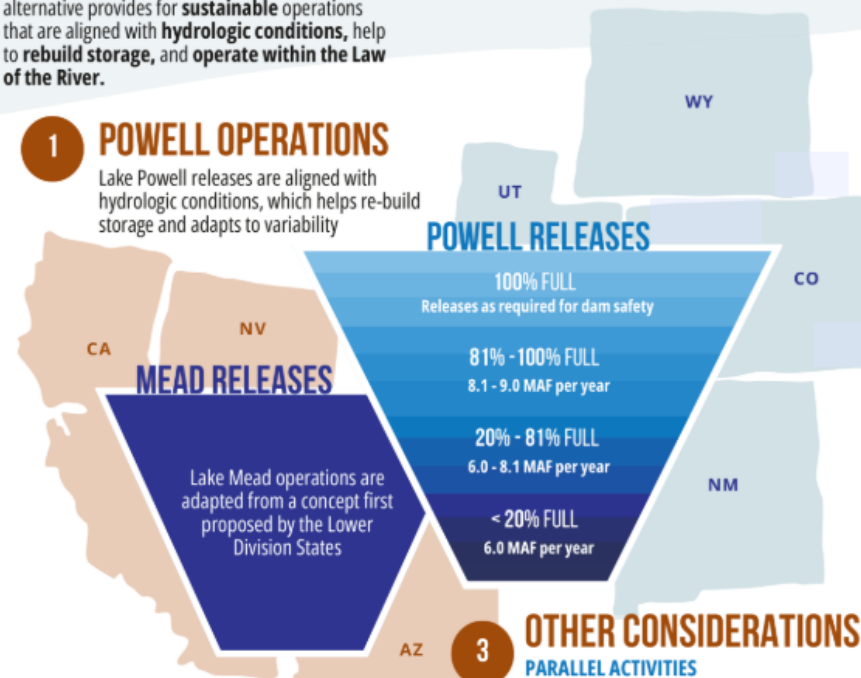 alternative provides for sustainable operations
that are aligned with hydrologic conditions, help
to rebuild storage, and operate within the Law
of the River.
1
POWELL OPERATIONS
Lake Powell releases are aligned with
hydrologic conditions, which helps re-build
storage and adapts to variability
WY
UT
CO
NM
POWELL RELEASES
100% FULL
Releases as required for dam safety
81% - 100% FULL
8.1 - 9.0 MAF per year
20% - 81% FULL
6.0 - 8.1 MAF per year
< 20% FULL
6.0 MAF per year
CA
NV
MEAD RELEASES
Lake Mead operations are
adapted from a concept first
proposed by the Lower
Division States
AZ
3
OTHER CONSIDERATIONS
PARALLEL ACTIVITIES